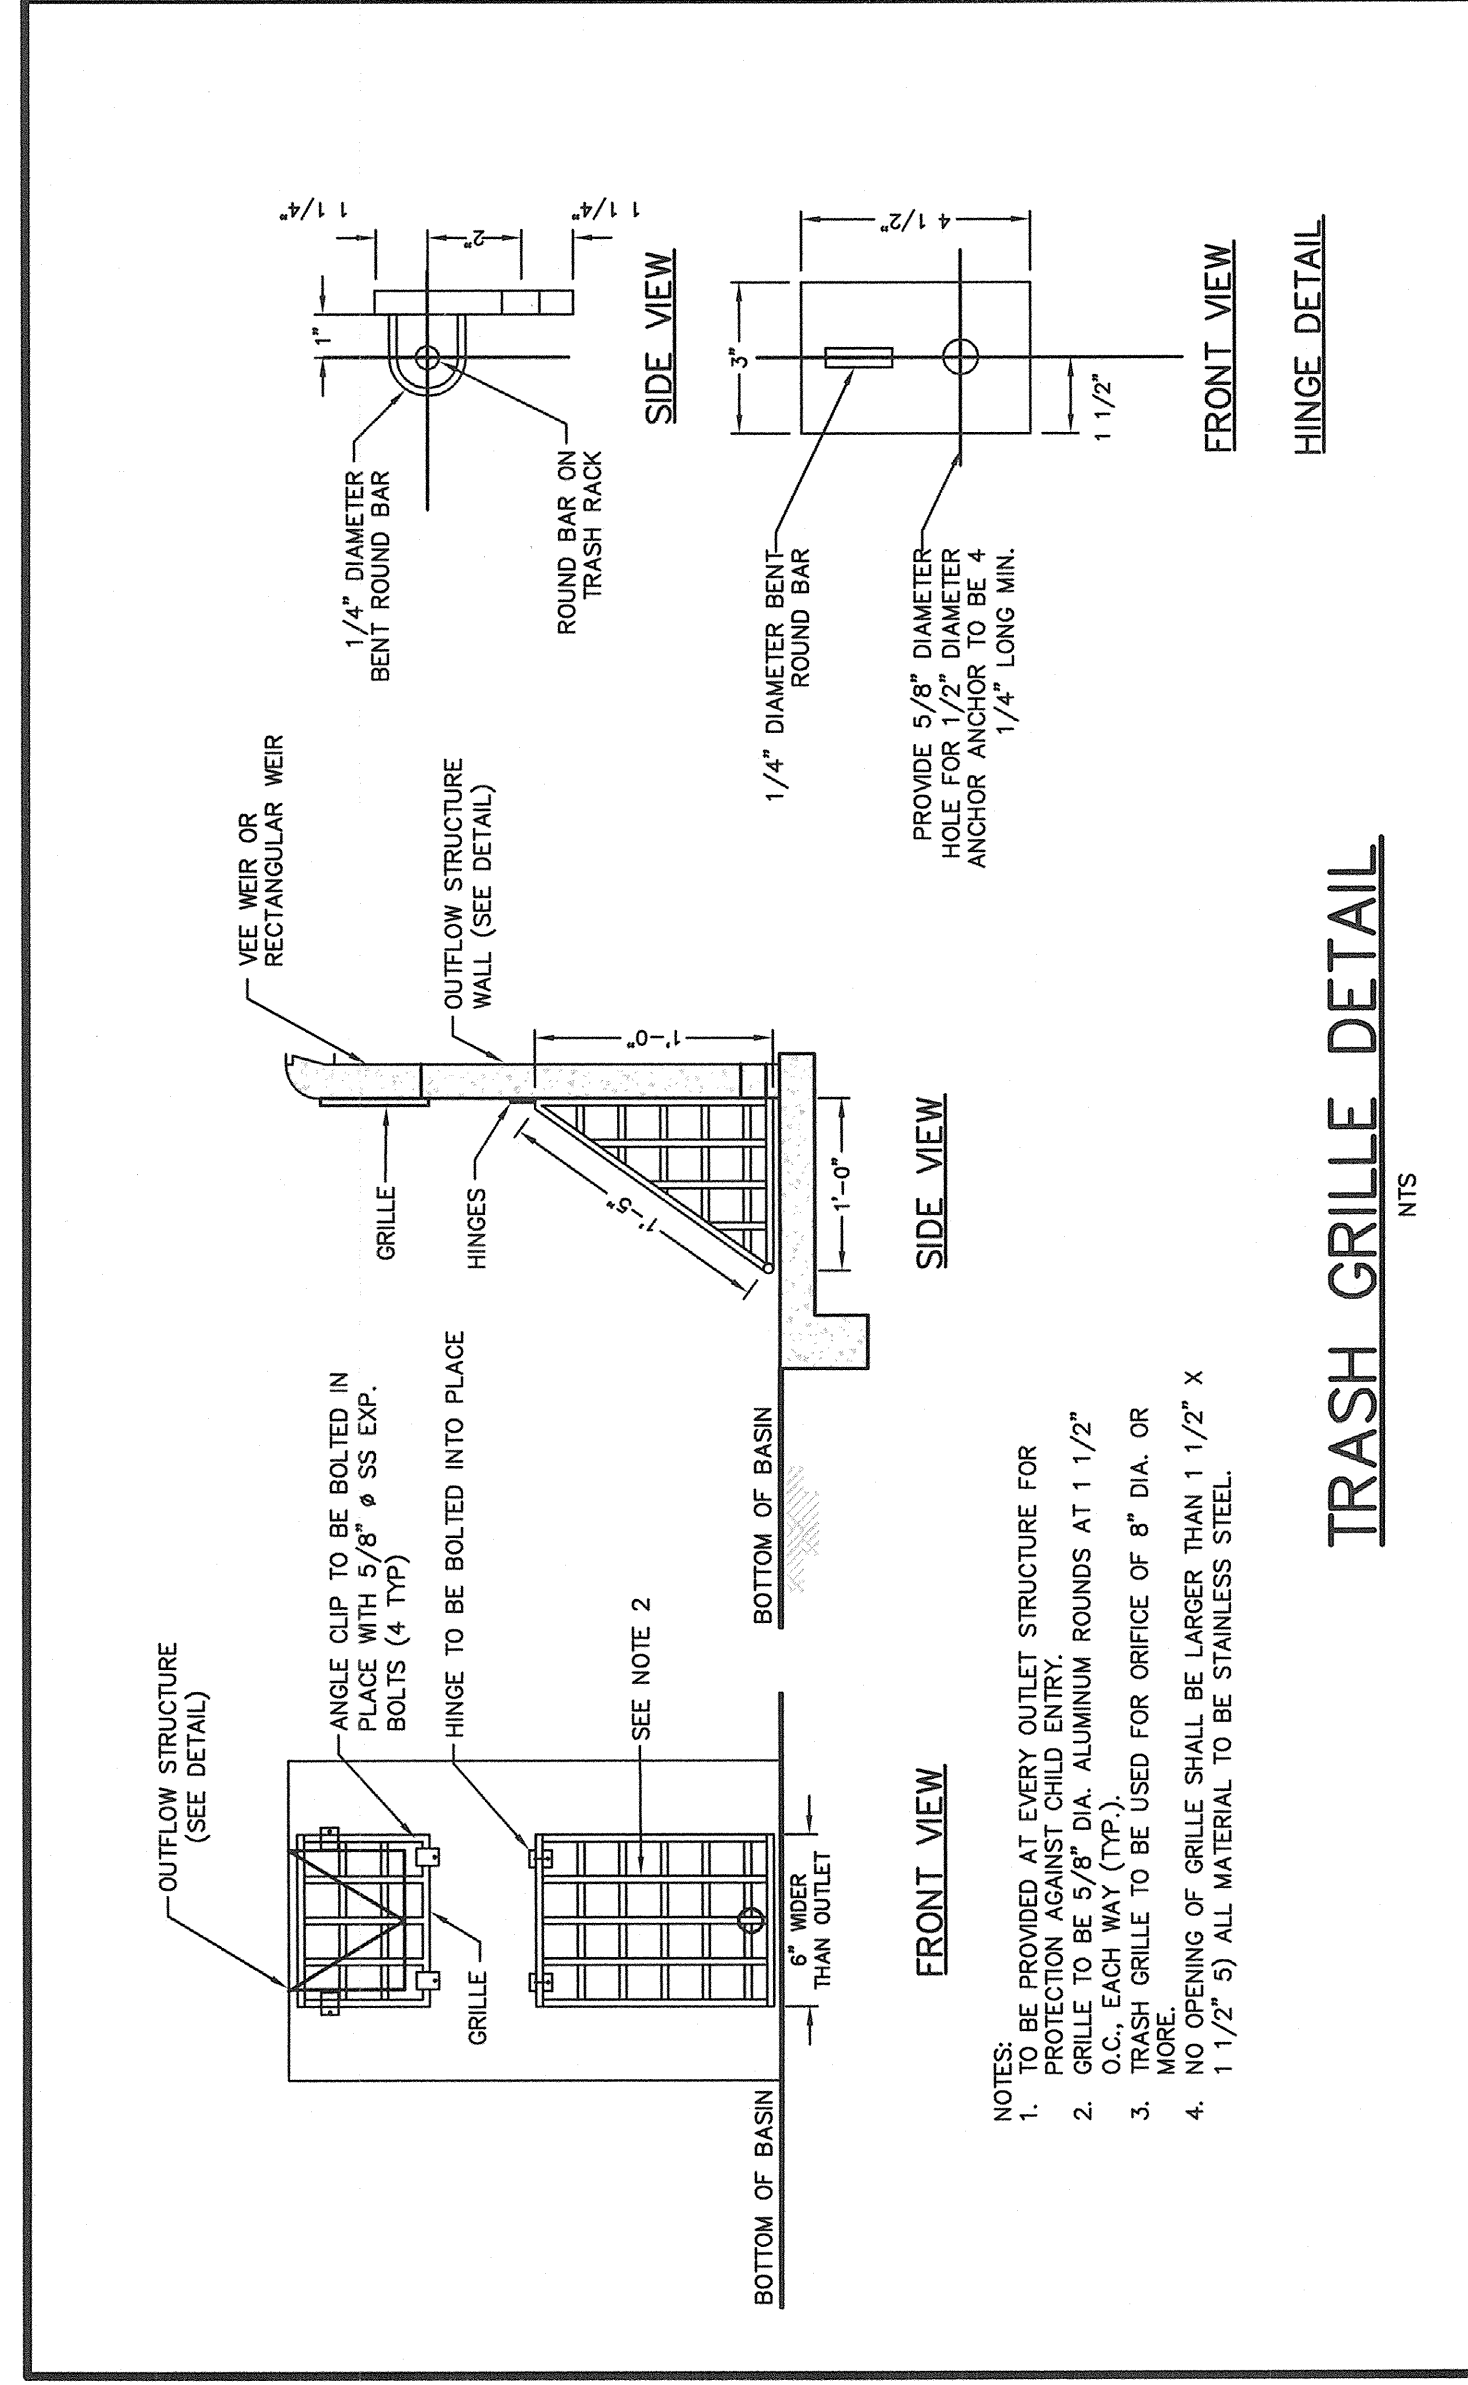 OUTFLOW STRUCTURE
(SEE DETAIL)
ANGLE CLIP TO BE BOLTED IN
PLACE WITH 5/8" ø SS EXP.
BOLTS (4 TYP)
HINGE TO BE BOLTED INTO PLACE
GRILLE
SEE NOTE 2
BOTTOM OF BASIN
6" WIDER
THAN OUTLET
BOTTOM OF BASIN
FRONT VIEW
VEE WEIR OR
RECTANGULAR WEIR
GRILLE
OUTFLOW STRUCTURE
WALL (SEE DETAIL)
HINGES
1'-0"
1'-5"
1'-0"
SIDE VIEW
1 1/4"
1"
2"
1 1/4"
1/4" DIAMETER
BENT ROUND BAR
ROUND BAR ON
TRASH RACK
SIDE VIEW
3"
4 1/2"
1/4" DIAMETER BENT
ROUND BAR
PROVIDE 5/8" DIAMETER
HOLE FOR 1/2" DIAMETER
ANCHOR ANCHOR TO BE 4
1/4" LONG MIN.
1 1/2"
FRONT VIEW
HINGE DETAIL
NOTES:
1. TO BE PROVIDED AT EVERY OUTLET STRUCTURE FOR
PROTECTION AGAINST CHILD ENTRY.
2. GRILLE TO BE 5/8" DIA. ALUMINUM ROUNDS AT 1 1/2"
O.C., EACH WAY (TYP.).
3. TRASH GRILLE TO BE USED FOR ORIFICE OF 8" DIA. OR
MORE.
4. NO OPENING OF GRILLE SHALL BE LARGER THAN 1 1/2" X
1 1/2" 5) ALL MATERIAL TO BE STAINLESS STEEL.
TRASH GRILLE DETAIL
NTS